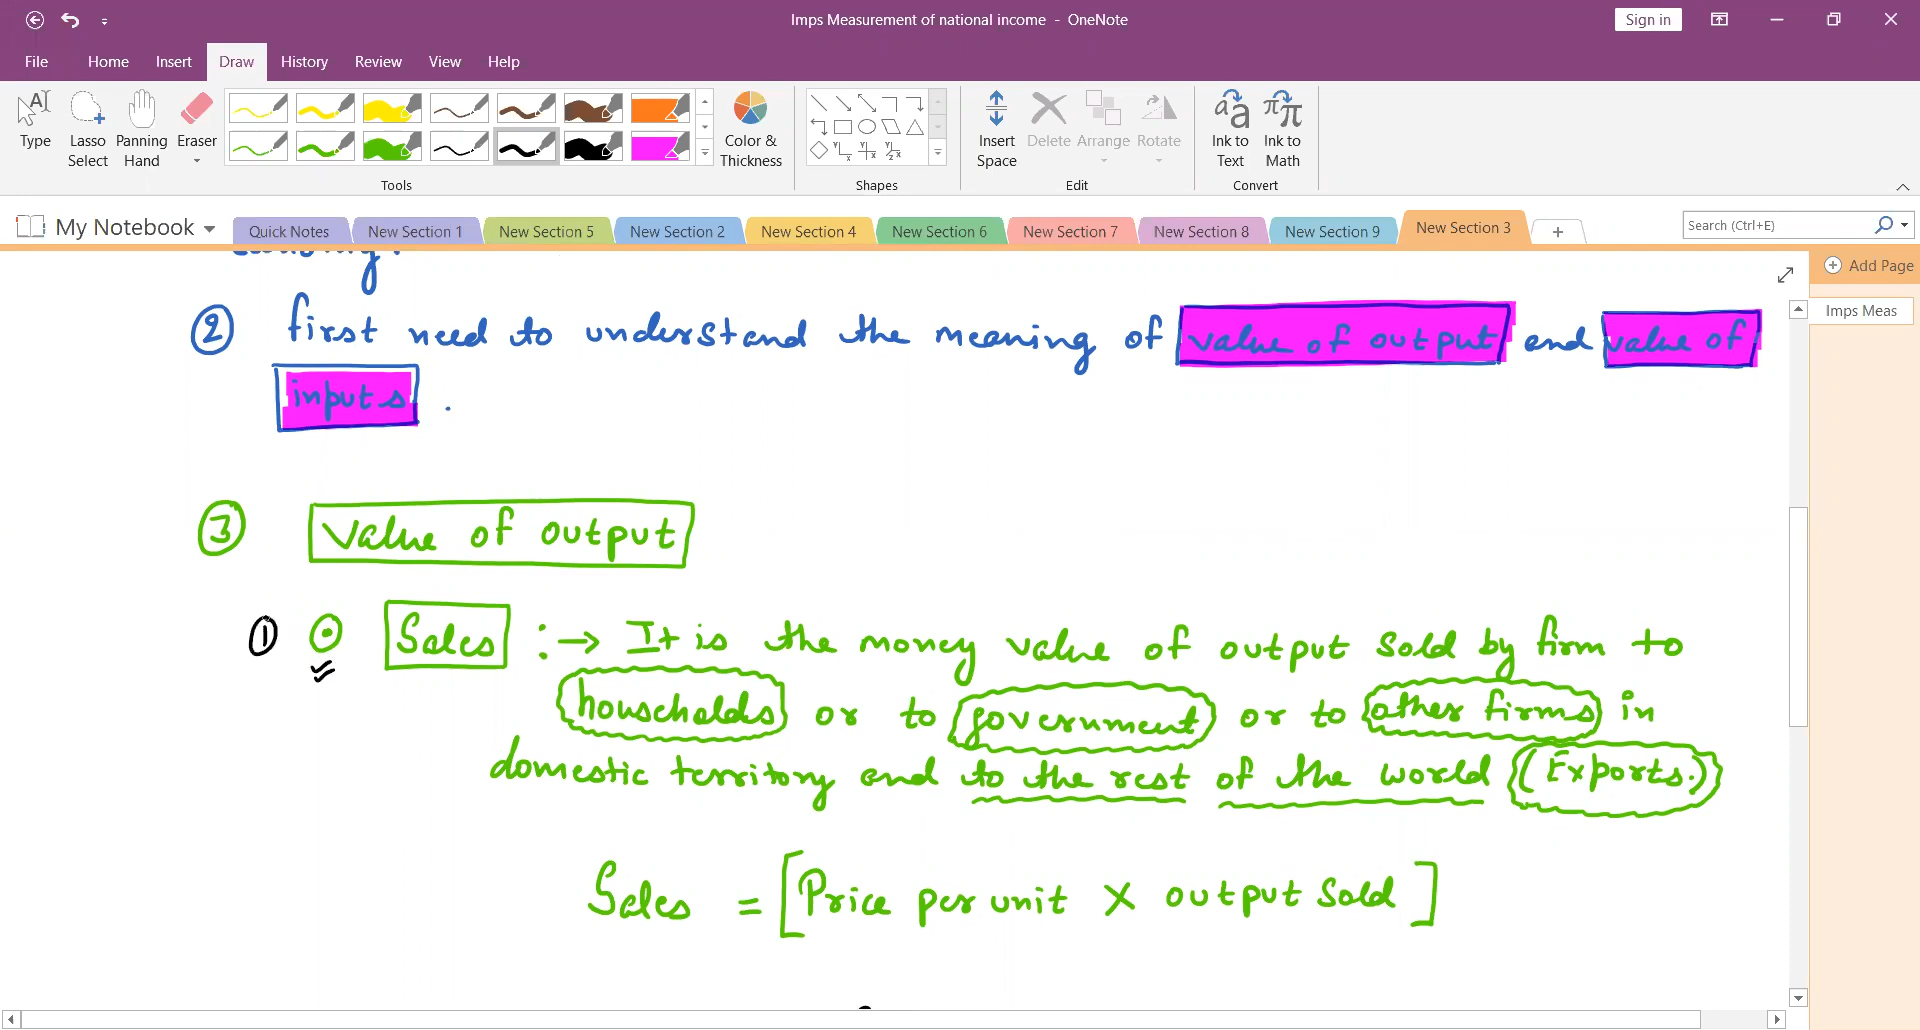 Imps Measurement of national income - OneNote
Sign in
File Home Insert Draw History Review View Help
Type Lasso Select Panning Hand Eraser Color & Thickness Insert Space Delete Arrange Rotate Ink to Text Ink to Math
Tools Shapes Edit Convert
My Notebook Quick Notes New Section 1 New Section 5 New Section 2 New Section 4 New Section 6 New Section 7 New Section 8 New Section 9 New Section 3 + Search (Ctrl+E)
Add Page
Imps Meas
② first need to understand the meaning of value of output and value of
inputs .
③ Value of output
① Sales :→ It is the money value of output sold by firm to
households or to government or to other firms in
domestic territory and to the rest of the world (Exports.)
Sales = [Price per unit X output sold]